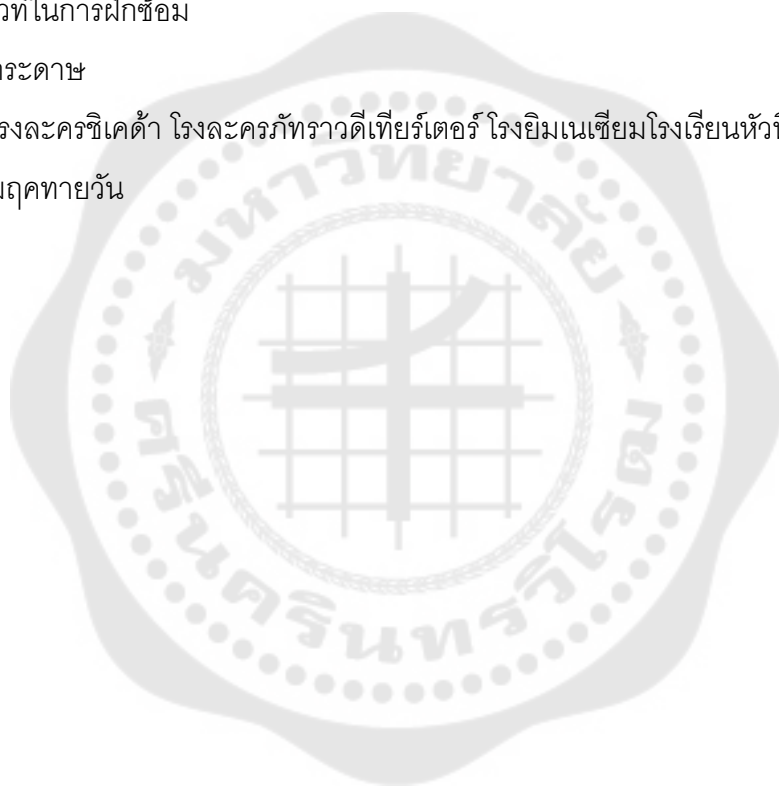 ในการฝึกซ้อม
กระดาษ
โรงละครชิเคด้า โรงละครภัทราวดีเทียร์เตอร์ โรงยิมเนเซียมโรงเรียนหัวหิ
มฤคทายวัน
มหาวิทยาลัย
ศรีนครินทรวิโรฒ